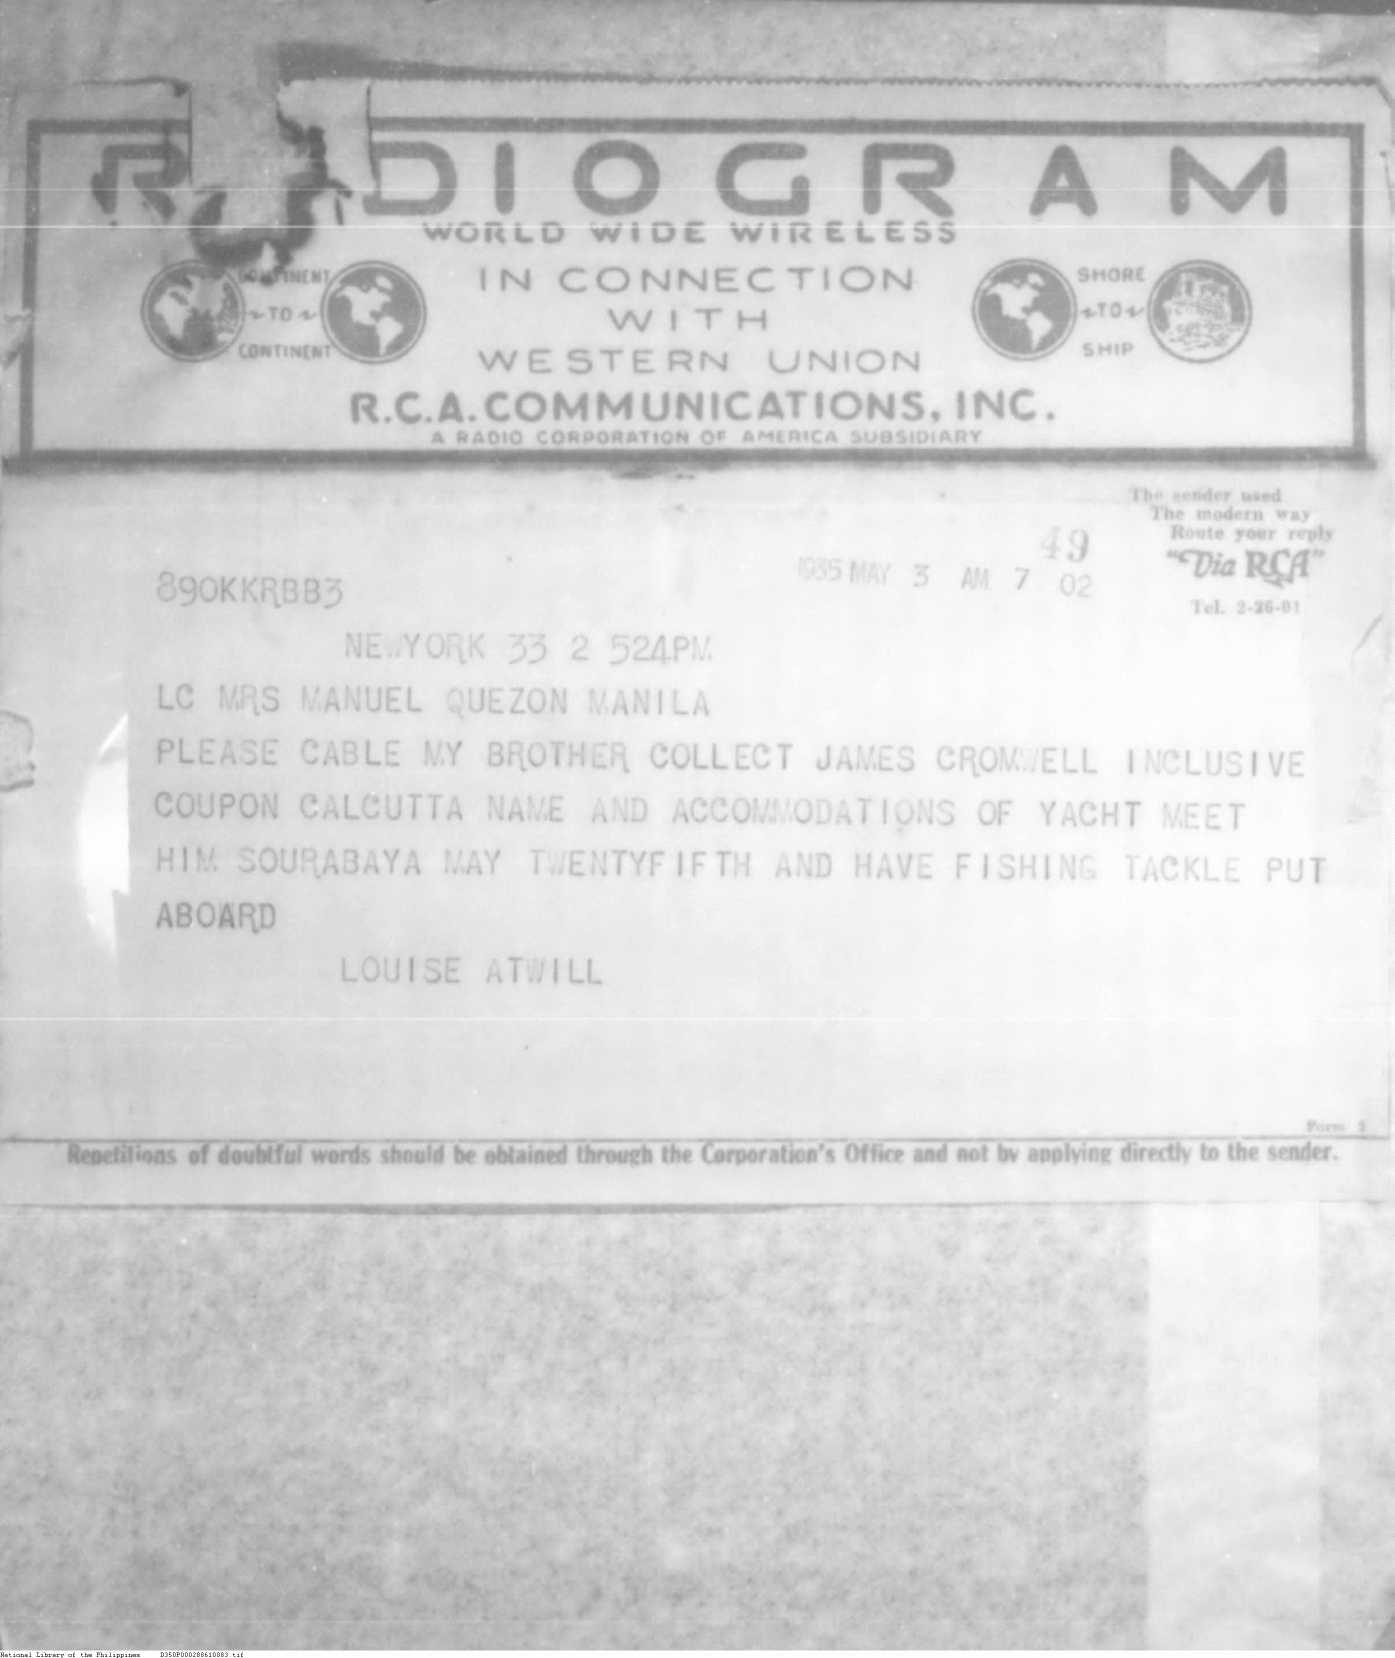 R DIOGRAM
WORLD WIDE WIRELESS
CONTINENT
TO
CONTINENT
IN CONNECTION
WITH
WESTERN UNION
SHORE
TO
SHIP
R.C.A. COMMUNICATIONS, INC.
A RADIO CORPORATION OF AMERICA SUBSIDIARY
The sender used
The modern way
Route your reply
"Via RCA"
Tel. 2-26-01
49
1935 MAY 3 AM 7 02
890KKRBB3
NEWYORK 33 2 524PM
LC MRS MANUEL QUEZON MANILA
PLEASE CABLE MY BROTHER COLLECT JAMES CROMWELL INCLUSIVE
COUPON CALCUTTA NAME AND ACCOMMODATIONS OF YACHT MEET
HIM SOURABAYA MAY TWENTYFIFTH AND HAVE FISHING TACKLE PUT
ABOARD
LOUISE ATWILL
Form
Repetitions of doubtful words should be obtained through the Corporation's Office and not by applying directly to the sender.
National Library of the Philippines D350P000288610883.tif